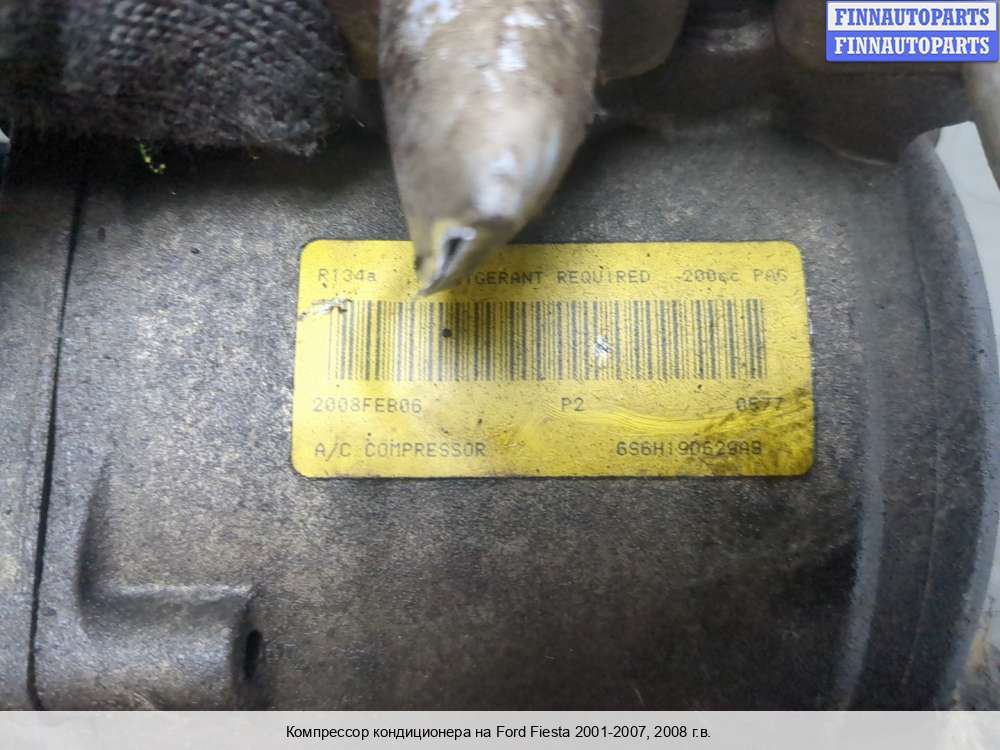 FINNAUTOPARTS
FINNAUTOPARTS
R134a REQUIRED 200cc PAG
2008FEB06 P2 0577
A/C COMPRESSOR 6S6H19D629AB
Компрессор кондиционера на Ford Fiesta 2001-2007, 2008 г.в.